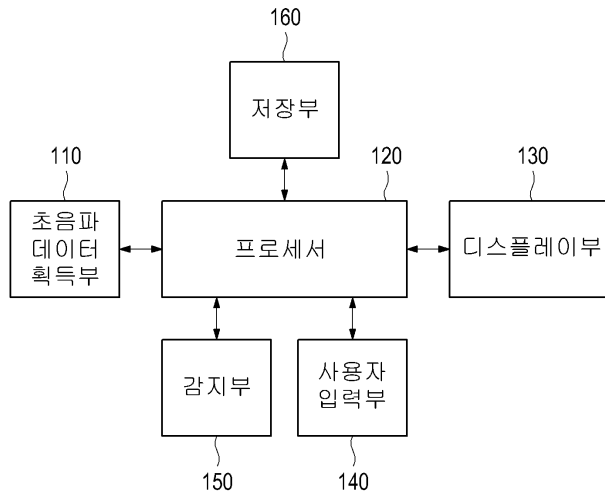 160
저장부
110
120
130
초음파
데이터
획득부
프로세서
디스플레이부
감지부
사용자
입력부
150
140